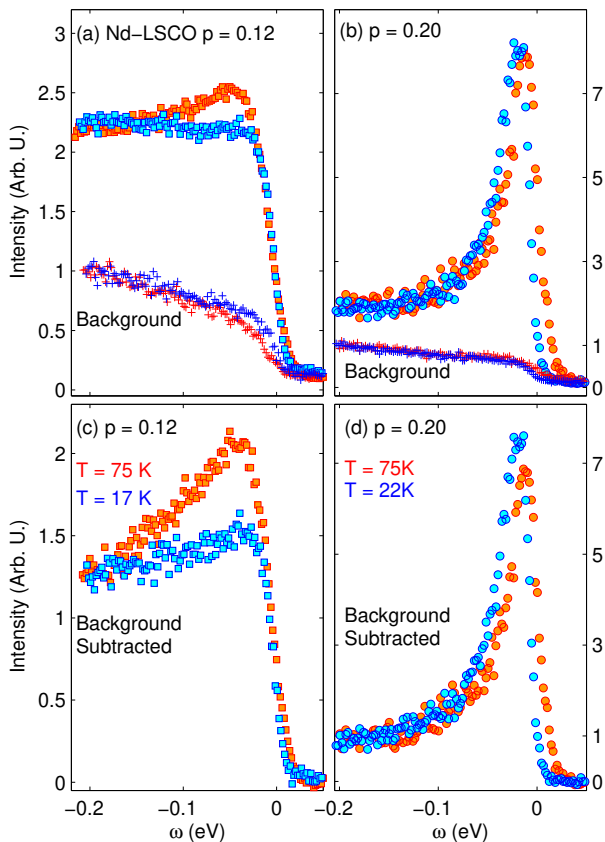 (a) Nd-LSCO p = 0.12
(b) p = 0.20
3
2.5
2
1.5
1
0.5
0
Intensity (Arb. U.)
Background
7
5
3
1
0
Background
(c) p = 0.12
T = 75 K
T = 17 K
2
1.5
1
0.5
0
Intensity (Arb. U.)
Background
Subtracted
−0.2
−0.1
0
ω (eV)
(d) p = 0.20
T = 75K
T = 22K
Background
Subtracted
7
5
3
1
0
−0.2
−0.1
0
ω (eV)